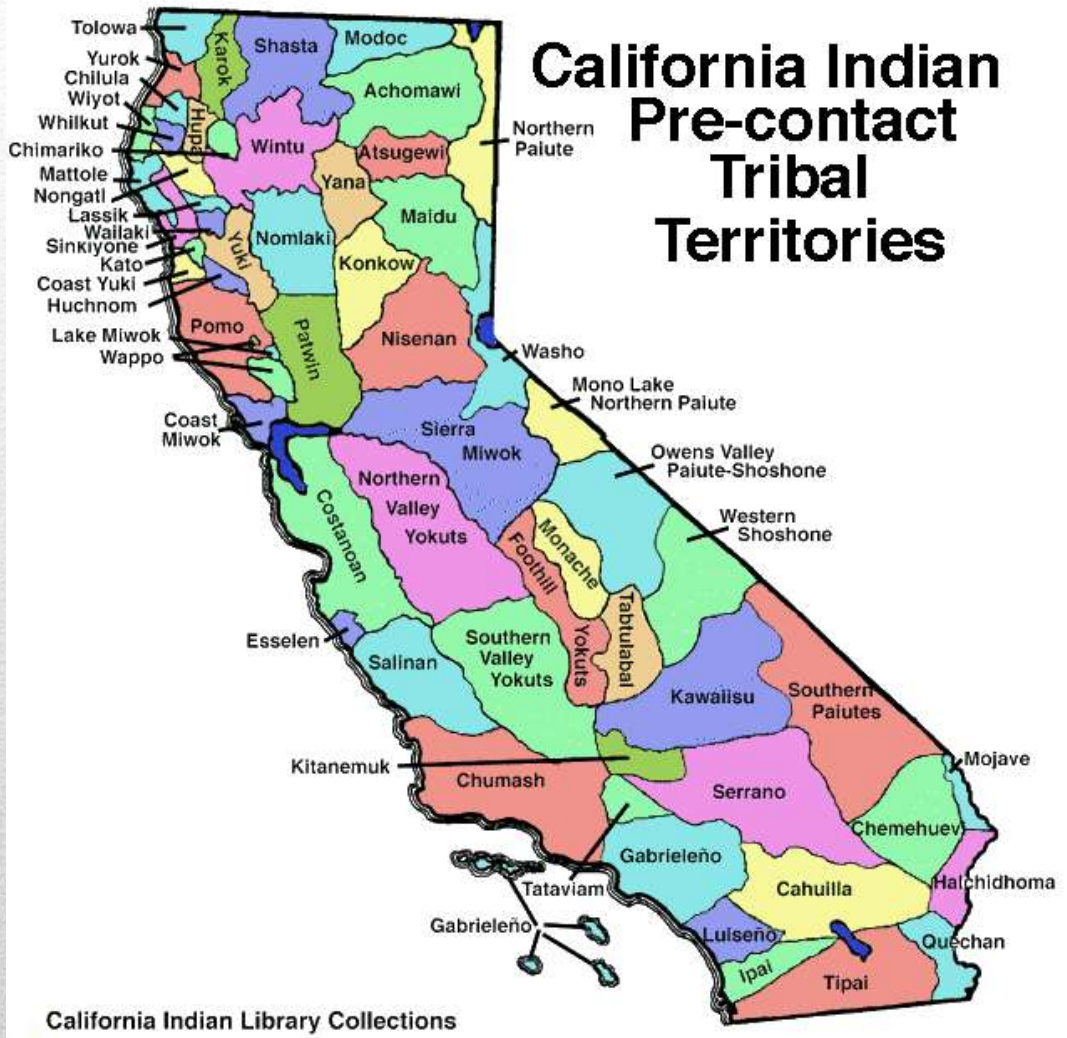 California Indian
Pre-contact
Tribal
Territories
Tolowa
Yurok
Chilula
Wiyot
Whilkut
Chimariko
Mattole
Nongatl
Lassik
Wailaki
Sinkiyone
Kato
Coast Yuki
Huchnom
Lake Miwok
Wappo
Coast
Miwok
Esselen
Kitanemuk
Tataviam
Gabrieleño
Karok
Shasta
Modoc
Achomawi
Hupa
Wintu
Atsugewi
Yana
Northern
Paiute
Maidu
Yuki
Nomlaki
Konkow
Pomo
Patwin
Nisenan
Washo
Mono Lake
Northern Paiute
Sierra
Miwok
Owens Valley
Paiute-Shoshone
Northern
Valley
Yokuts
Costanoan
Western
Shoshone
Foothill
Yokuts
Monache
Tabtulabal
Salinan
Southern
Valley
Yokuts
Kawaiisu
Southern
Paiutes
Mojave
Chumash
Serrano
Chemehuevi
Gabrieleño
Cahuilla
Halchidhoma
Luiseño
Quechan
Ipai
Tipai
California Indian Library Collections